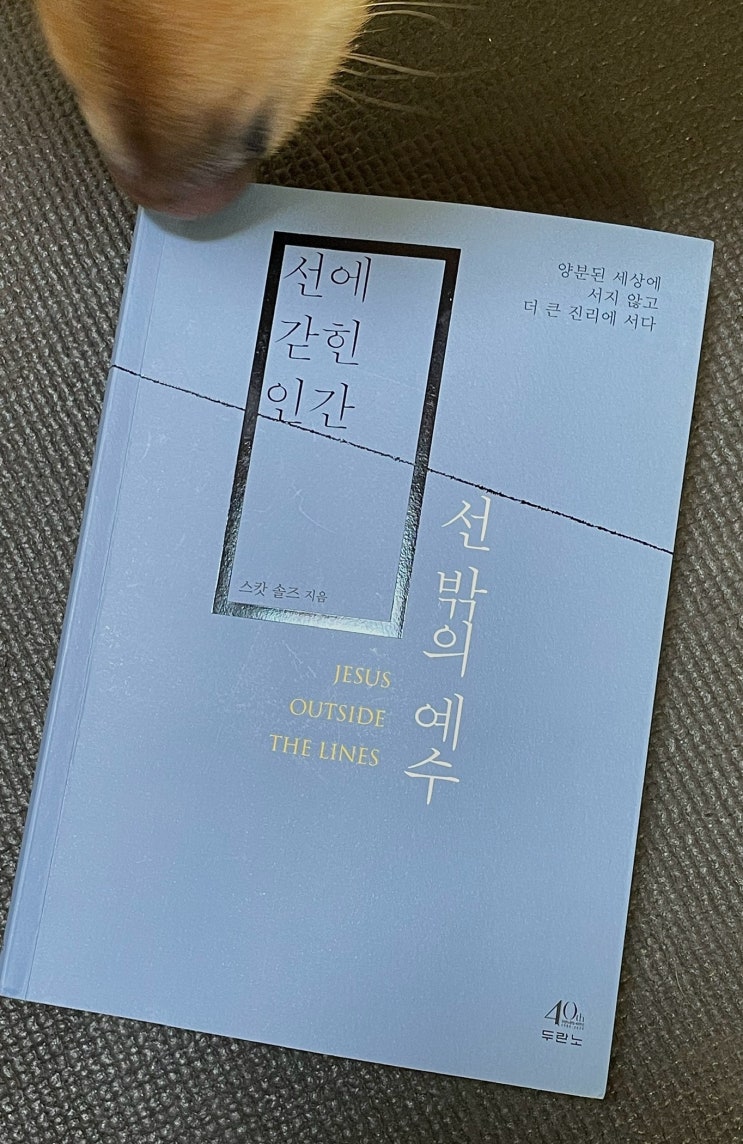 선에
갇힌
인간
양분된 세상에
서지 않고
더 큰 진리에 서다
선 밖의 예수
스캇 솔즈 지음
JESUS
OUTSIDE
THE LINES
40th
두란노